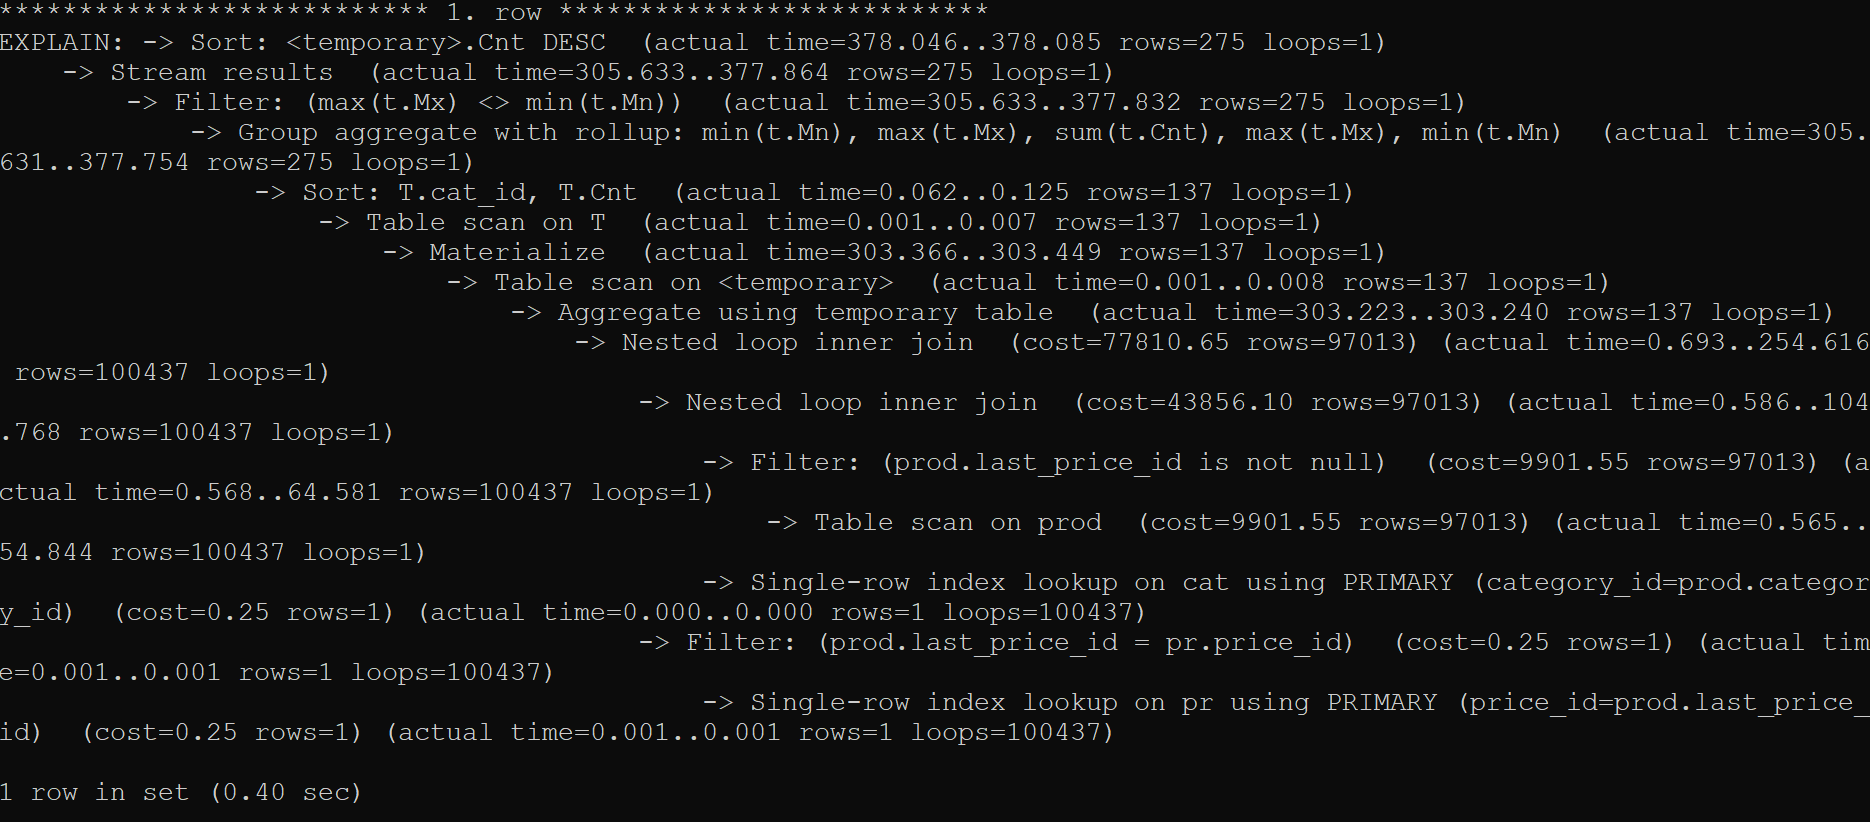 *************************** 1. row ***************************
EXPLAIN: -> Sort: <temporary>.Cnt DESC  (actual time=378.046..378.085 rows=275 loops=1)
    -> Stream results  (actual time=305.633..377.864 rows=275 loops=1)
        -> Filter: (max(t.Mx) <> min(t.Mn))  (actual time=305.633..377.832 rows=275 loops=1)
            -> Group aggregate with rollup: min(t.Mn), max(t.Mx), sum(t.Cnt), max(t.Mx), min(t.Mn)  (actual time=305.
631..377.754 rows=275 loops=1)
                -> Sort: T.cat_id, T.Cnt  (actual time=0.062..0.125 rows=137 loops=1)
                    -> Table scan on T  (actual time=0.001..0.007 rows=137 loops=1)
                        -> Materialize  (actual time=303.366..303.449 rows=137 loops=1)
                            -> Table scan on <temporary>  (actual time=0.001..0.008 rows=137 loops=1)
                                -> Aggregate using temporary table  (actual time=303.223..303.240 rows=137 loops=1)
                                    -> Nested loop inner join  (cost=77810.65 rows=97013) (actual time=0.693..254.616
 rows=100437 loops=1)
                                        -> Nested loop inner join  (cost=43856.10 rows=97013) (actual time=0.586..104
.768 rows=100437 loops=1)
                                            -> Filter: (prod.last_price_id is not null)  (cost=9901.55 rows=97013) (a
ctual time=0.568..64.581 rows=100437 loops=1)
                                                -> Table scan on prod  (cost=9901.55 rows=97013) (actual time=0.565..
54.844 rows=100437 loops=1)
                                            -> Single-row index lookup on cat using PRIMARY (category_id=prod.categor
y_id)  (cost=0.25 rows=1) (actual time=0.000..0.000 rows=1 loops=100437)
                                        -> Filter: (prod.last_price_id = pr.price_id)  (cost=0.25 rows=1) (actual tim
e=0.001..0.001 rows=1 loops=100437)
                                            -> Single-row index lookup on pr using PRIMARY (price_id=prod.last_price_
id)  (cost=0.25 rows=1) (actual time=0.001..0.001 rows=1 loops=100437)

1 row in set (0.40 sec)